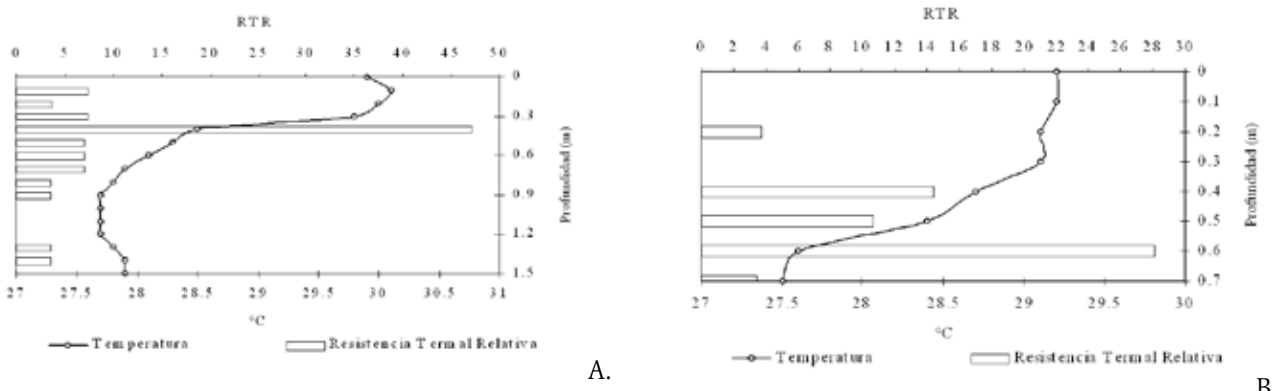 RTR
0 5 10 15 20 25 30 35 40 45 50
0
0.3
0.6
0.9
1.2
1.5
Profundidad (m)
27 27.5 28 28.5 29 29.5 30 30.5 31
°C
Temperatura Resistencia Termal Relativa
A.
RTR
0 2 4 6 8 10 12 14 16 18 20 22 24 26 28 30
0
0.1
0.2
0.3
0.4
0.5
0.6
0.7
Profundidad (m)
27 27.5 28 28.5 29 29.5 30
°C
Temperatura Resistencia Termal Relativa
B